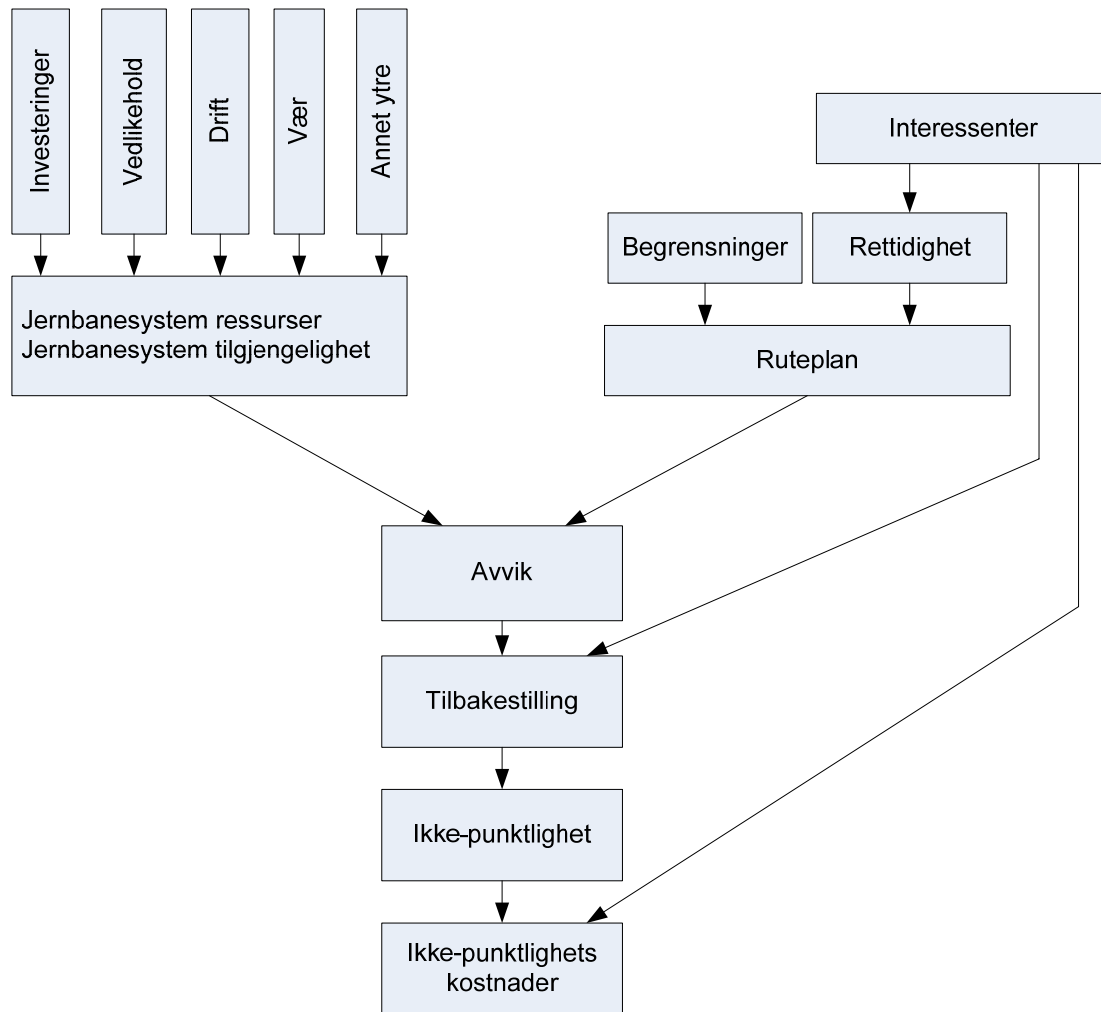 Investeringer
Vedlikehold
Drift
Vær
Annet ytre
Interessenter
Begrensninger
Rettidighet
Jernbanesystem ressurser
Jernbanesystem tilgjengelighet
Ruteplan
Avvik
Tilbakestilling
Ikke-punktlighet
Ikke-punktlighets
kostnader